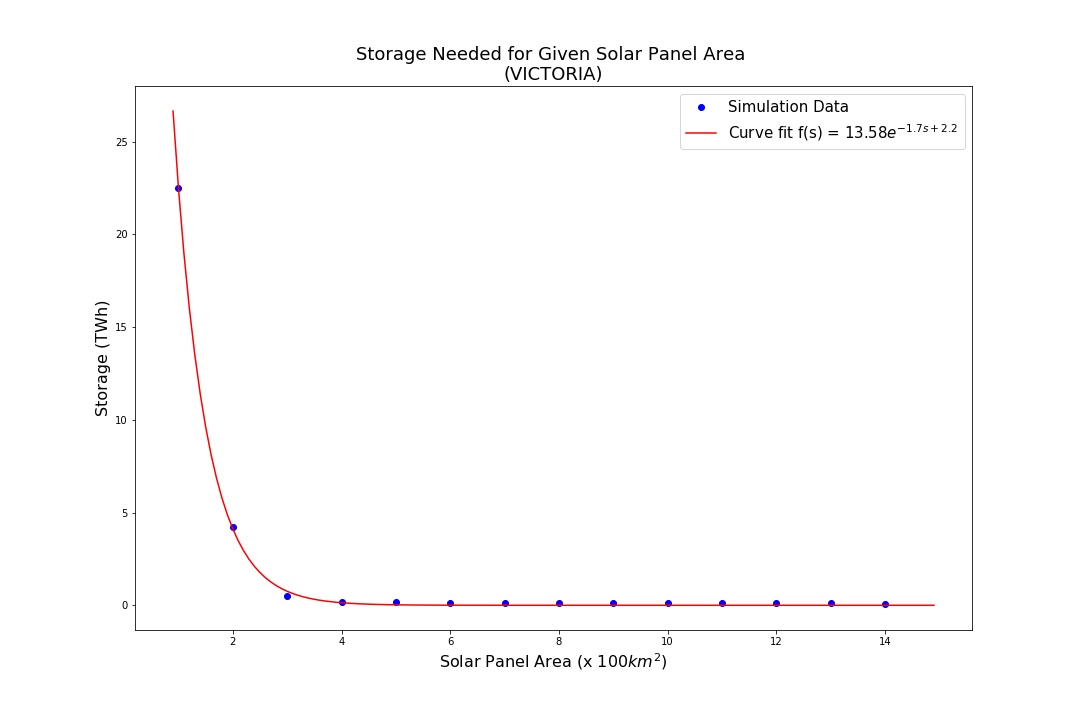 Storage Needed for Given Solar Panel Area
(VICTORIA)
Simulation Data
Curve fit f(s) = 13.58e^{−1.7s+2.2}
Storage (TWh)
25
20
15
10
5
0
2 4 6 8 10 12 14
Solar Panel Area (x 100km²)